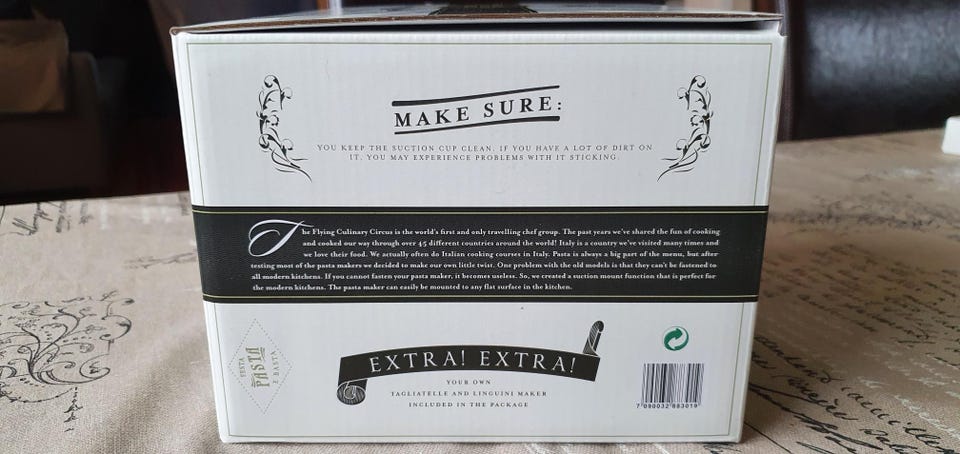 MAKE SURE:
YOU KEEP THE SUCTION CUP CLEAN. IF YOU HAVE A LOT OF DIRT ON
IT, YOU MAY EXPERIENCE PROBLEMS WITH IT STICKING.
The Flying Culinary Circus is the world's first and only travelling chef group. The past years we've shared the fun of cooking
and cooked our way through over 45 different countries around the world! Italy is a country we've visited many times and
we love their food. We actually often do Italian cooking courses in Italy. Pasta is always a big part of the menu, but after
testing most of the pasta makers we decided to make our own little twist. One problem with the old models is that they can't be fastened to
all modern kitchens. If you cannot fasten your pasta maker, it becomes useless. So, we created a suction mount function that is perfect for
the modern kitchens. The pasta maker can easily be mounted to any flat surface in the kitchen.
FESTA
PASTA
E BASTA
EXTRA! EXTRA!
YOUR OWN
TAGLIATELLE AND LINGUINI MAKER
INCLUDED IN THE PACKAGE
7 090032 883019